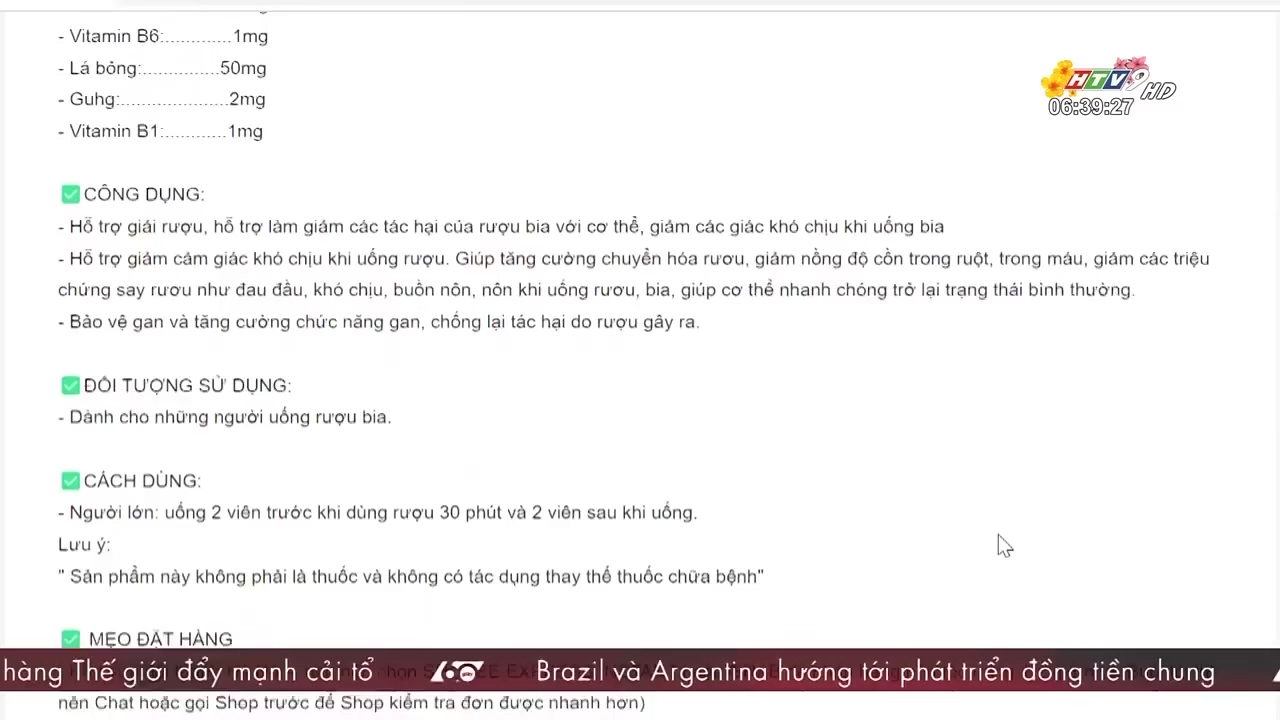 - Vitamin B6:.............1mg
- Lá bỏng:...............50mg
- Guhg:.....................2mg
- Vitamin B1:............1mg
HTV9 HD
06:39:27
✅CÔNG DỤNG:
- Hỗ trợ giải rượu, hỗ trợ làm giảm các tác hại của rượu bia với cơ thể, giảm các giác khó chịu khi uống bia
- Hỗ trợ giảm cảm giác khó chịu khi uống rượu. Giúp tăng cường chuyển hóa rươu, giảm nồng độ cồn trong ruột, trong máu, giảm các triệu
chứng say rươu như đau đầu, khó chịu, buồn nôn, nôn khi uống rươu, bia, giúp cơ thể nhanh chóng trở lại trạng thái bình thường.
- Bảo vệ gan và tăng cường chức năng gan, chống lại tác hại do rượu gây ra.
✅ĐỐI TƯỢNG SỬ DỤNG:
- Dành cho những người uống rượu bia.
✅CÁCH DÙNG:
- Người lớn: uống 2 viên trước khi dùng rượu 30 phút và 2 viên sau khi uống.
Lưu ý:
" Sản phẩm này không phải là thuốc và không có tác dụng thay thế thuốc chữa bệnh"
✅ MẸO ĐẶT HÀNG
hàng Thế giới đẩy mạnh cải tổ 60 Brazil và Argentina hướng tới phát triển đồng tiền chung
nên Chat hoặc gọi Shop trước để Shop kiểm tra đơn được nhanh hơn)